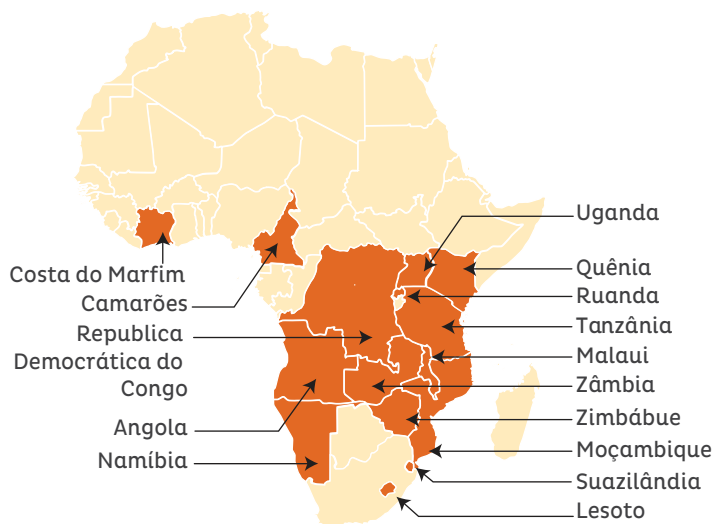 Costa do Marfim
Camarões
Republica
Democrática do
Congo
Angola
Namíbia
Uganda
Quênia
Ruanda
Tanzânia
Malaui
Zâmbia
Zimbábue
Moçambique
Suazilândia
Lesoto